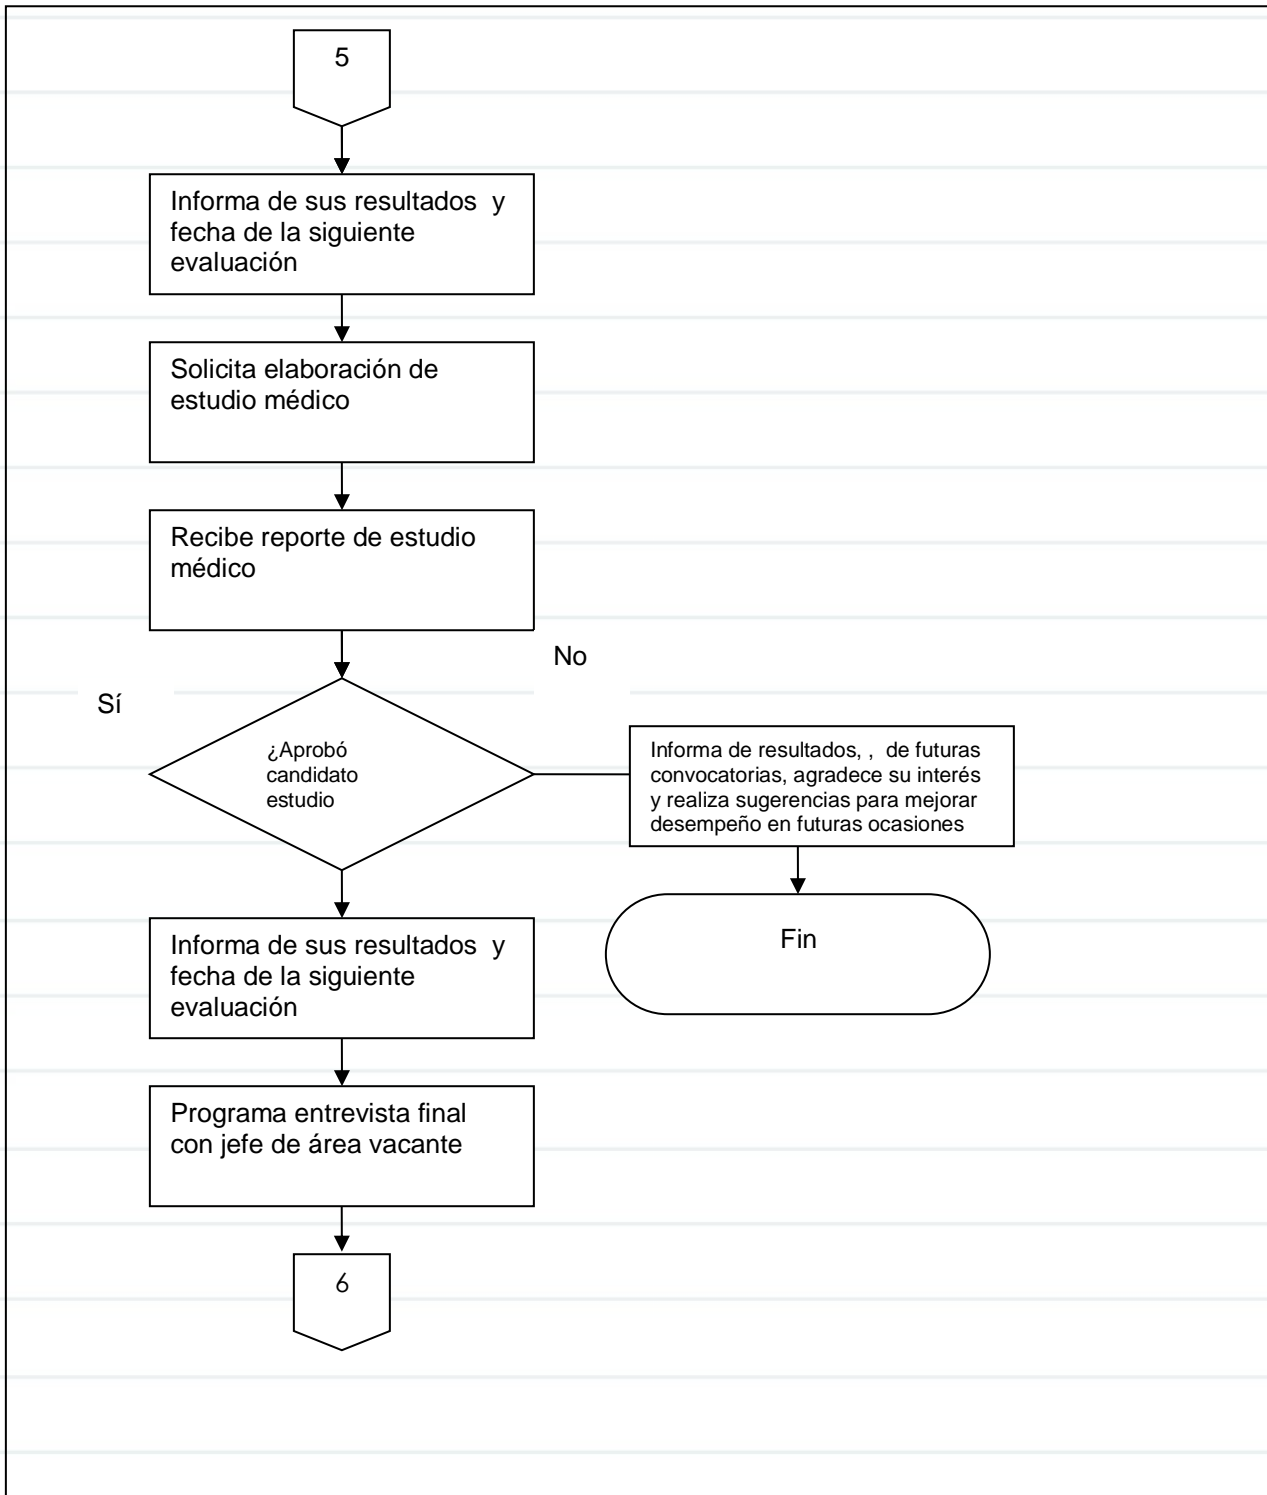 5
Informa de sus resultados  y
fecha de la siguiente
evaluación
Solicita elaboración de
estudio médico
Recibe reporte de estudio
médico
No
Sí
¿Aprobó
candidato
estudio
Informa de resultados, ,  de futuras
convocatorias, agradece su interés
y realiza sugerencias para mejorar
desempeño en futuras ocasiones
Informa de sus resultados  y
fecha de la siguiente
evaluación
Fin
Programa entrevista final
con jefe de área vacante
6